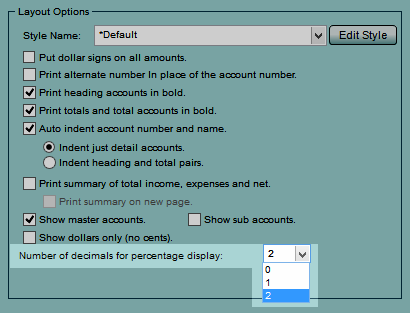 Layout Options
Style Name: *Default Edit Style
Put dollar signs on all amounts.
Print alternate number In place of the account number.
Print heading accounts in bold.
Print totals and total accounts in bold.
Auto indent account number and name.
Indent just detail accounts.
Indent heading and total pairs.
Print summary of total income, expenses and net.
Print summary on new page.
Show master accounts. Show sub accounts.
Show dollars only (no cents).
Number of decimals for percentage display: 2
0
1
2